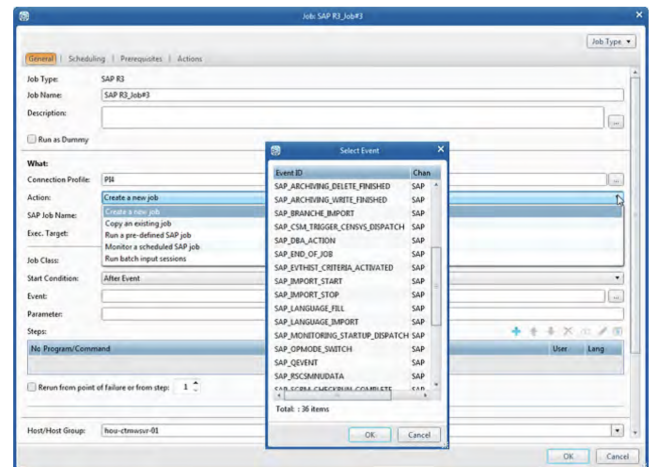 Job: SAP R3_Job#3
Job Type
General | Scheduling | Prerequisites | Actions
Job Type: SAP R3
Job Name: SAP R3_Job#3
Description:
Run as Dummy
What:
Connection Profile: PS4
Action: Create a new job
Create a new job
Copy an existing job
Run a pre-defined SAP job
Monitor a scheduled SAP job
Run batch input sessions
SAP Job Name:
Exec. Target:
Job Class:
Start Condition: After Event
Event:
Parameter:
Steps:
No Program/Command User Lang
Rerun from point of failure or from step: 1
Host/Host Group: hou-ctmwsvr-01
OK Cancel
Select Event
Event ID Chan
SAP_ARCHIVING_DELETE_FINISHED SAP
SAP_ARCHIVING_WRITE_FINISHED SAP
SAP_BRANCHE_IMPORT SAP
SAP_CSM_TRIGGER_CENSYS_DISPATCH SAP
SAP_DBA_ACTION SAP
SAP_END_OF_JOB SAP
SAP_EVTHIST_CRITERIA_ACTIVATED SAP
SAP_IMPORT_START SAP
SAP_IMPORT_STOP SAP
SAP_LANGUAGE_FILL SAP
SAP_LANGUAGE_IMPORT SAP
SAP_MONITORING_STARTUP_DISPATCH SAP
SAP_OPMODE_SWITCH SAP
SAP_QEVENT SAP
SAP_RSCSMNUDATA SAP
SAP_SCRM_CHECKRUN_COMPLETE SAP
Total: : 36 items
OK Cancel